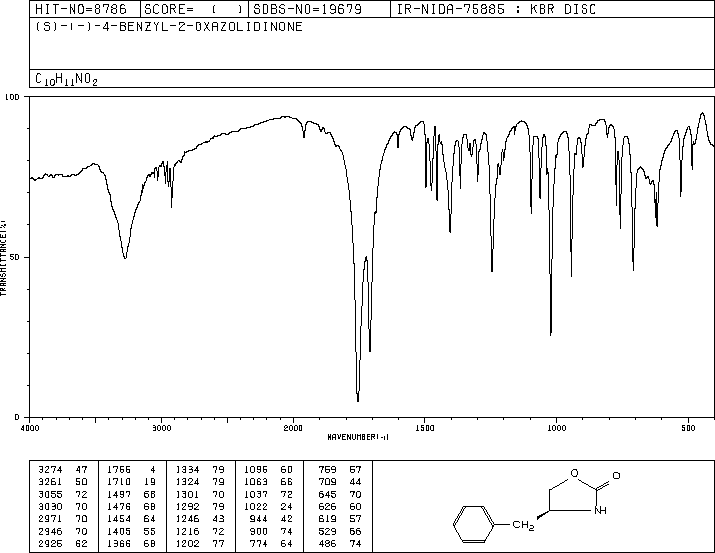 HIT-NO=8786 SCORE= ( ) SDBS-NO=19679 IR-NIDA-75885 : KBR DISC
(S)-(-)-4-BENZYL-2-OXAZOLIDINONE
C10H11NO2
100
50
0
TRANSMITTANCE(%)
4000 3000 2000 1500 1000 500
WAVENUMBER(-1)
3274 47 1756 4 1334 79 1096 60 759 57
3261 50 1710 19 1324 79 1063 66 709 44
3055 72 1497 68 1301 70 1037 72 645 70
3030 70 1476 68 1292 79 1022 24 626 60
2971 70 1454 64 1246 43 944 42 619 57
2946 70 1405 55 1216 72 900 74 529 66
2926 62 1366 68 1202 77 774 64 486 74
O
O
NH
CH2